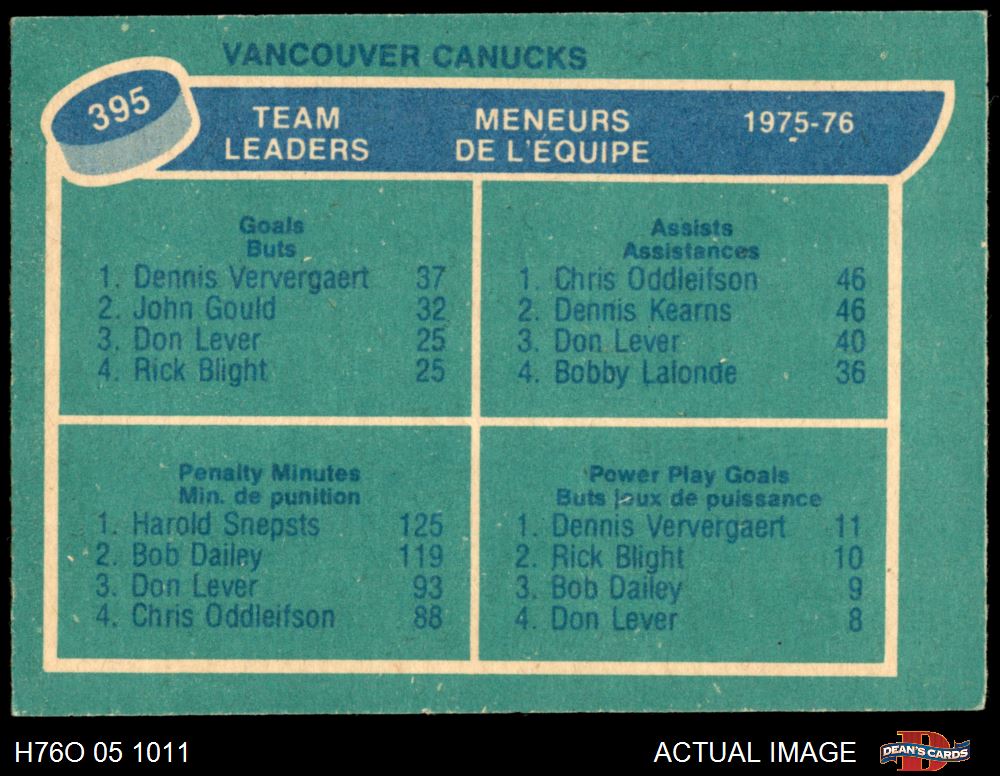 VANCOUVER CANUCKS
395
TEAM LEADERS
MENEURS DE L'ÉQUIPE
1975-76
Goals
Buts
1. Dennis Ververgaert 37
2. John Gould 32
3. Don Lever 25
4. Rick Blight 25
Assists
Assistances
1. Chris Oddleifson 46
2. Dennis Kearns 46
3. Don Lever 40
4. Bobby Lalonde 36
Penalty Minutes
Min. de punition
1. Harold Snepsts 125
2. Bob Dailey 119
3. Don Lever 93
4. Chris Oddleifson 88
Power Play Goals
Buts jeux de puissance
1. Dennis Ververgaert 11
2. Rick Blight 10
3. Bob Dailey 9
4. Don Lever 8
H76O 05 1011
ACTUAL IMAGE
D
DEAN'S CARDS